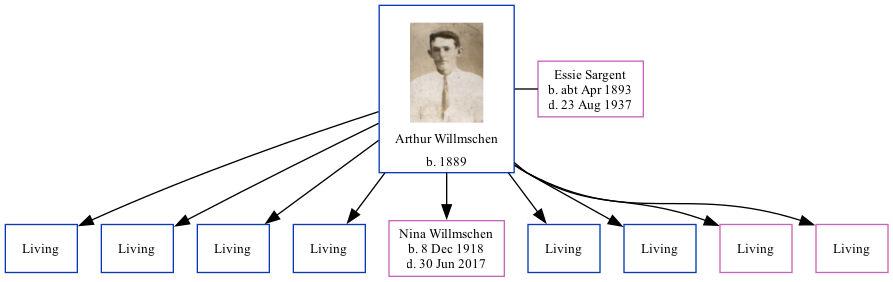 Arthur Willmschen
b. 1889
Essie Sargent
b. abt Apr 1893
d. 23 Aug 1937
Living
Living
Living
Living
Nina Willmschen
b. 8 Dec 1918
d. 30 Jun 2017
Living
Living
Living
Living